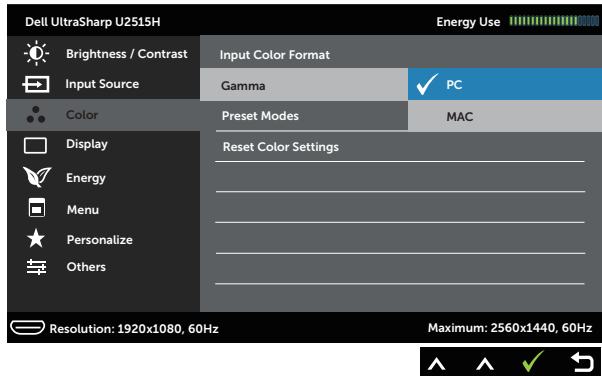 Dell UltraSharp U2515H Energy Use
Brightness / Contrast Input Color Format
Input Source Gamma PC
Color Preset Modes MAC
Display Reset Color Settings
Energy
Menu
Personalize
Others
Resolution: 1920x1080, 60Hz Maximum: 2560x1440, 60Hz